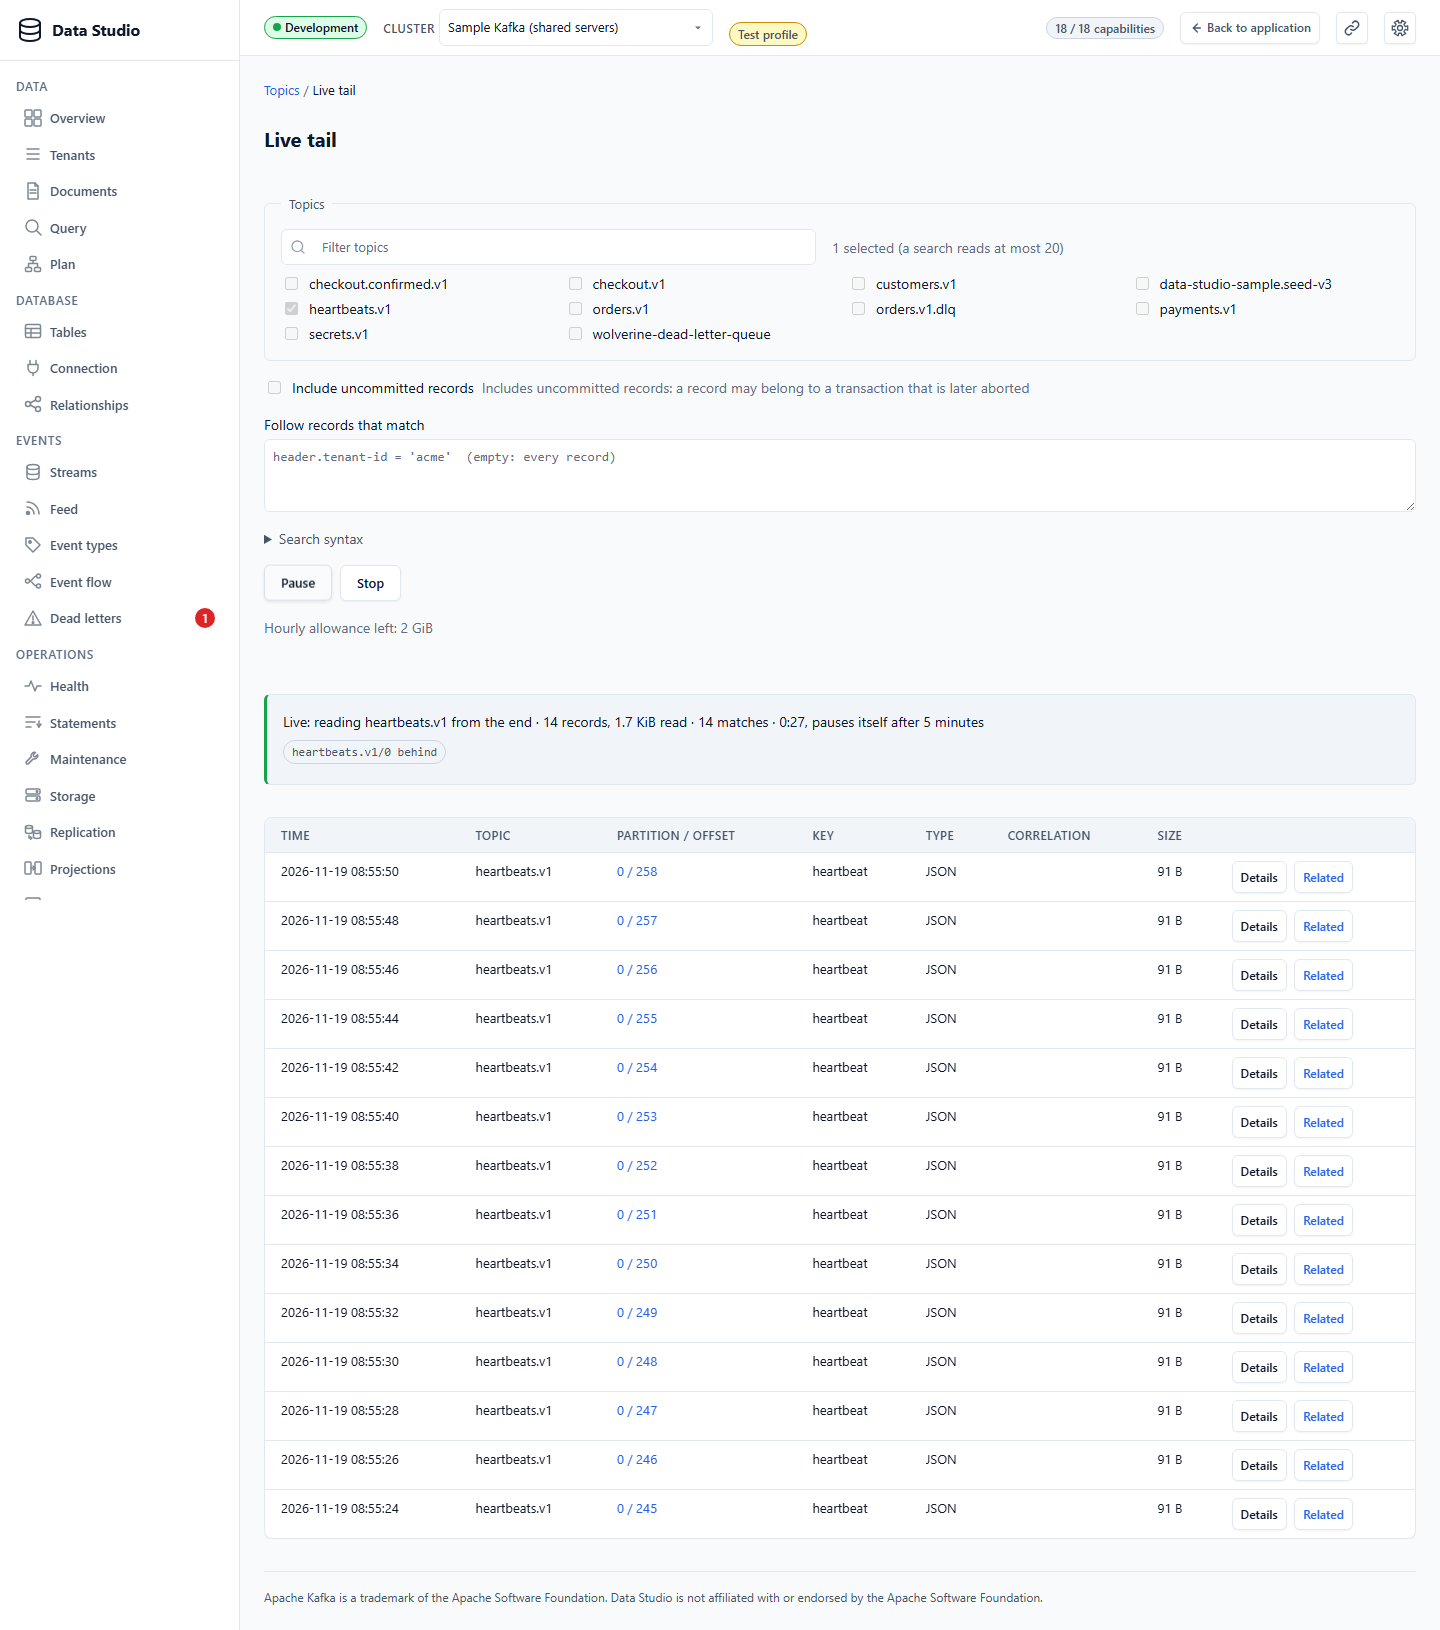 Data Studio
DATA
Overview
Tenants
Documents
Query
Plan
DATABASE
Tables
Connection
Relationships
EVENTS
Streams
Feed
Event types
Event flow
Dead letters 1
OPERATIONS
Health
Statements
Maintenance
Storage
Replication
Projections
Development CLUSTER Sample Kafka (shared servers) Test profile 18 / 18 capabilities ← Back to application
Topics / Live tail
Live tail
Topics
Filter topics 1 selected (a search reads at most 20)
checkout.confirmed.v1 checkout.v1 customers.v1 data-studio-sample.seed-v3
heartbeats.v1 orders.v1 orders.v1.dlq payments.v1
secrets.v1 wolverine-dead-letter-queue
Include uncommitted records Includes uncommitted records: a record may belong to a transaction that is later aborted
Follow records that match
header.tenant-id = 'acme' (empty: every record)
Search syntax
Pause Stop
Hourly allowance left: 2 GiB
Live: reading heartbeats.v1 from the end · 14 records, 1.7 KiB read · 14 matches · 0:27, pauses itself after 5 minutes
heartbeats.v1/0 behind
TIME TOPIC PARTITION / OFFSET KEY TYPE CORRELATION SIZE
2026-11-19 08:55:50 heartbeats.v1 0 / 258 heartbeat JSON 91 B Details Related
2026-11-19 08:55:48 heartbeats.v1 0 / 257 heartbeat JSON 91 B Details Related
2026-11-19 08:55:46 heartbeats.v1 0 / 256 heartbeat JSON 91 B Details Related
2026-11-19 08:55:44 heartbeats.v1 0 / 255 heartbeat JSON 91 B Details Related
2026-11-19 08:55:42 heartbeats.v1 0 / 254 heartbeat JSON 91 B Details Related
2026-11-19 08:55:40 heartbeats.v1 0 / 253 heartbeat JSON 91 B Details Related
2026-11-19 08:55:38 heartbeats.v1 0 / 252 heartbeat JSON 91 B Details Related
2026-11-19 08:55:36 heartbeats.v1 0 / 251 heartbeat JSON 91 B Details Related
2026-11-19 08:55:34 heartbeats.v1 0 / 250 heartbeat JSON 91 B Details Related
2026-11-19 08:55:32 heartbeats.v1 0 / 249 heartbeat JSON 91 B Details Related
2026-11-19 08:55:30 heartbeats.v1 0 / 248 heartbeat JSON 91 B Details Related
2026-11-19 08:55:28 heartbeats.v1 0 / 247 heartbeat JSON 91 B Details Related
2026-11-19 08:55:26 heartbeats.v1 0 / 246 heartbeat JSON 91 B Details Related
2026-11-19 08:55:24 heartbeats.v1 0 / 245 heartbeat JSON 91 B Details Related
Apache Kafka is a trademark of the Apache Software Foundation. Data Studio is not affiliated with or endorsed by the Apache Software Foundation.